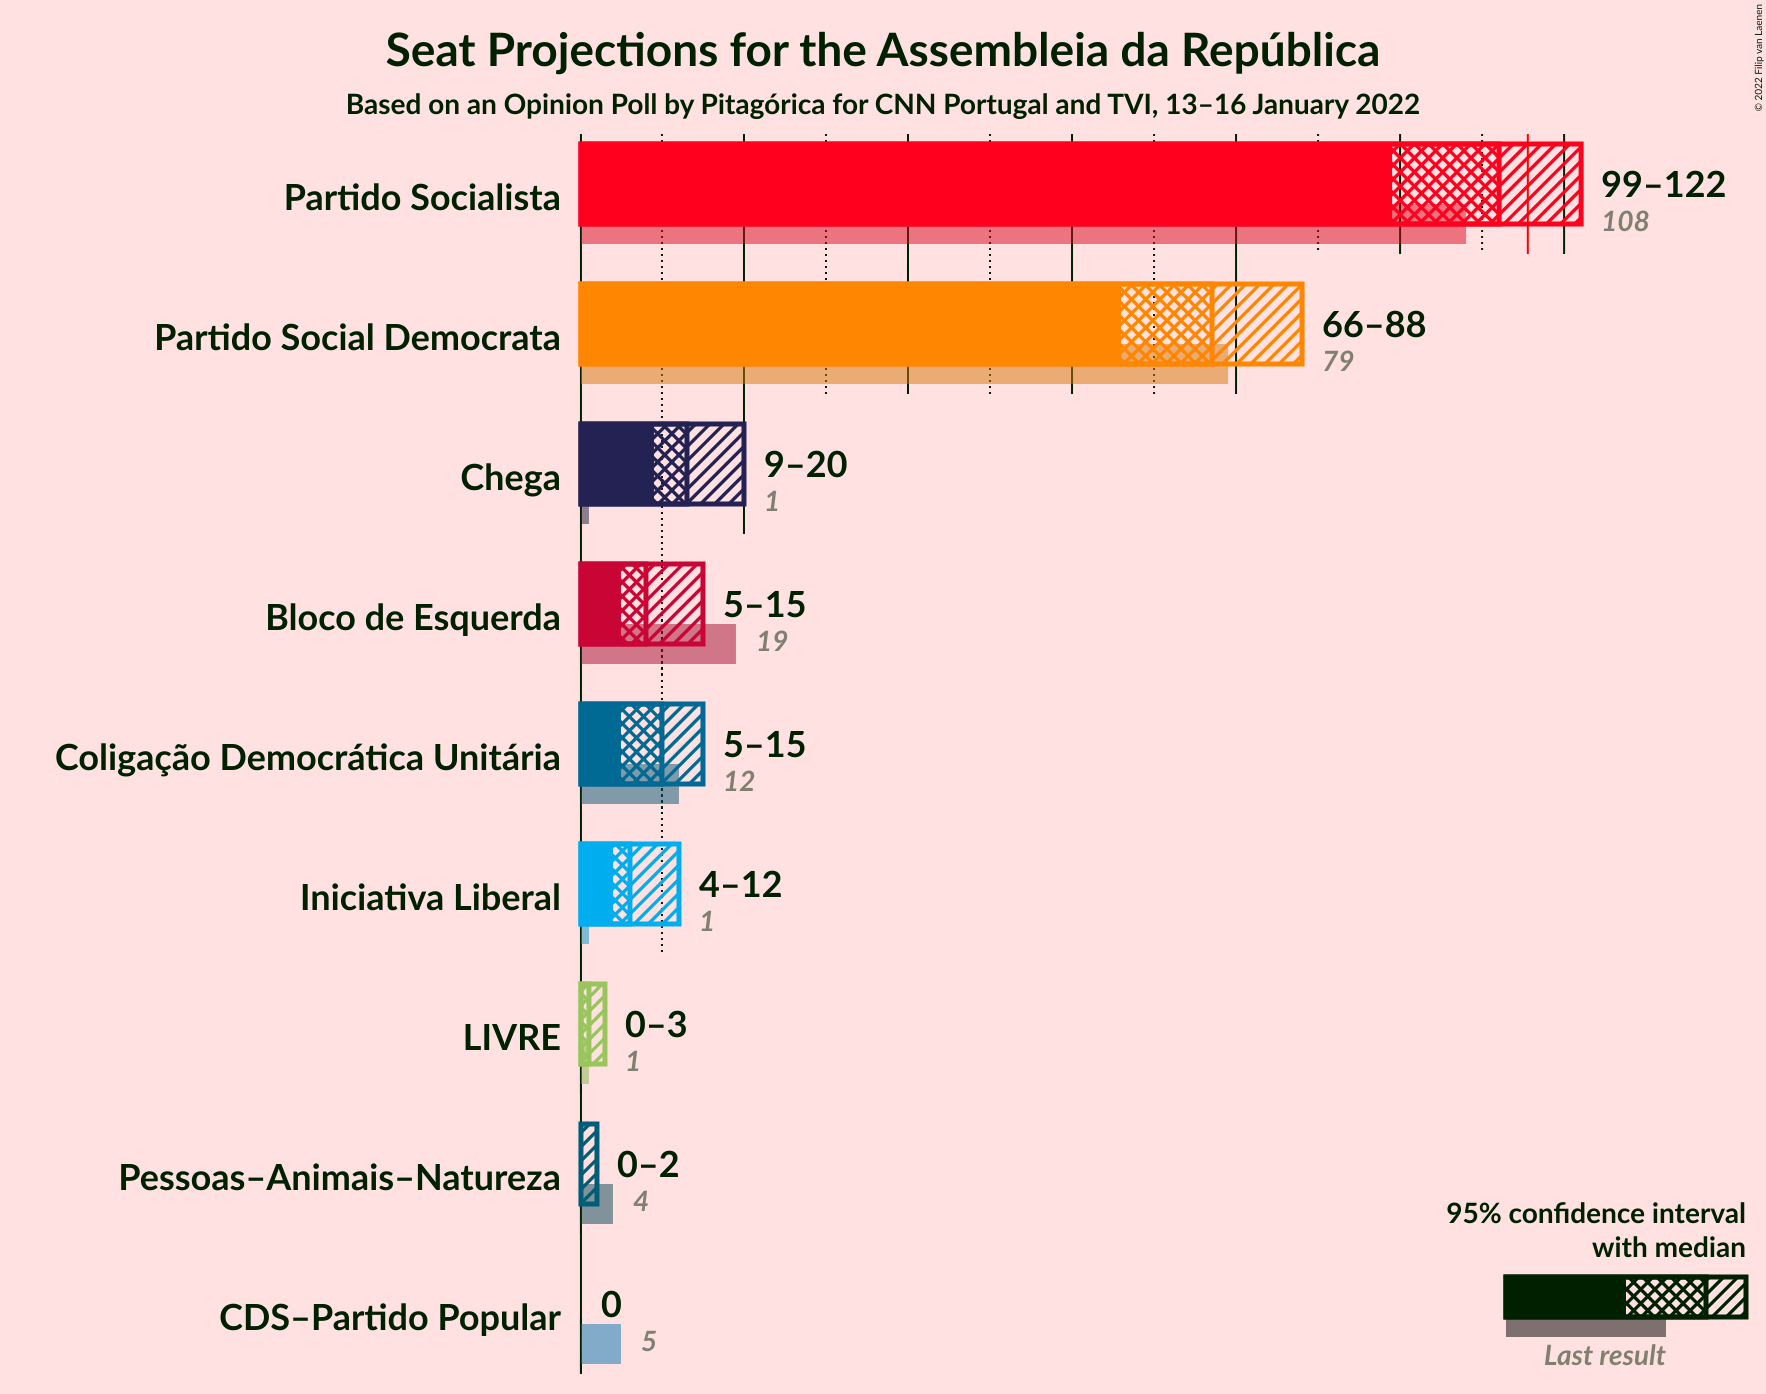 Seat Projections for the Assembleia da República
Based on an Opinion Poll by Pitagórica for CNN Portugal and TVI, 13–16 January 2022
© 2022 Filip van Laenen
Partido Socialista
99–122
108
Partido Social Democrata
66–88
79
Chega
9–20
1
Bloco de Esquerda
5–15
19
Coligação Democrática Unitária
5–15
12
Iniciativa Liberal
4–12
1
LIVRE
0–3
1
Pessoas–Animais–Natureza
0–2
4
CDS–Partido Popular
0
5
95% confidence interval
with median
Last result